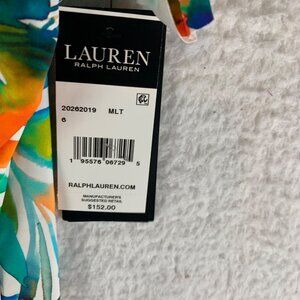 LAUREN
RALPH LAUREN
20262019 MLT
6
1 95576 06729 5
RALPHLAUREN.COM
MANUFACTURER'S
SUGGESTED RETAIL
$152.00